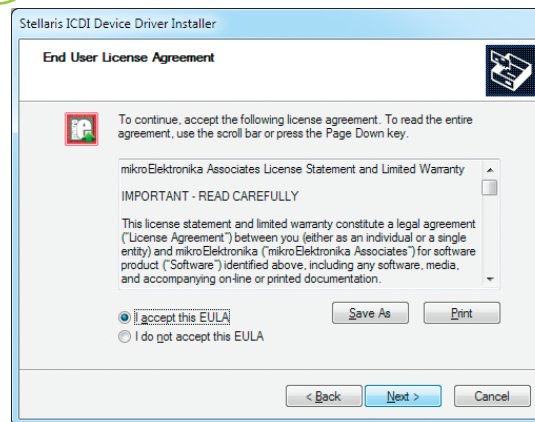 Stellaris ICDI Device Driver Installer
End User License Agreement
To continue, accept the following license agreement. To read the entire
agreement, use the scroll bar or press the Page Down key.
mikroElektronika Associates License Statement and Limited Warranty
IMPORTANT - READ CAREFULLY
This license statement and limited warranty constitute a legal agreement
("License Agreement") between you (either as an individual or a single
entity) and mikroElektronika ("mikroElektronika Associates") for software
product ("Software") identified above, including any software, media,
and accompanying on-line or printed documentation.
I accept this EULA
Save As
Print
I do not accept this EULA
< Back
Next >
Cancel